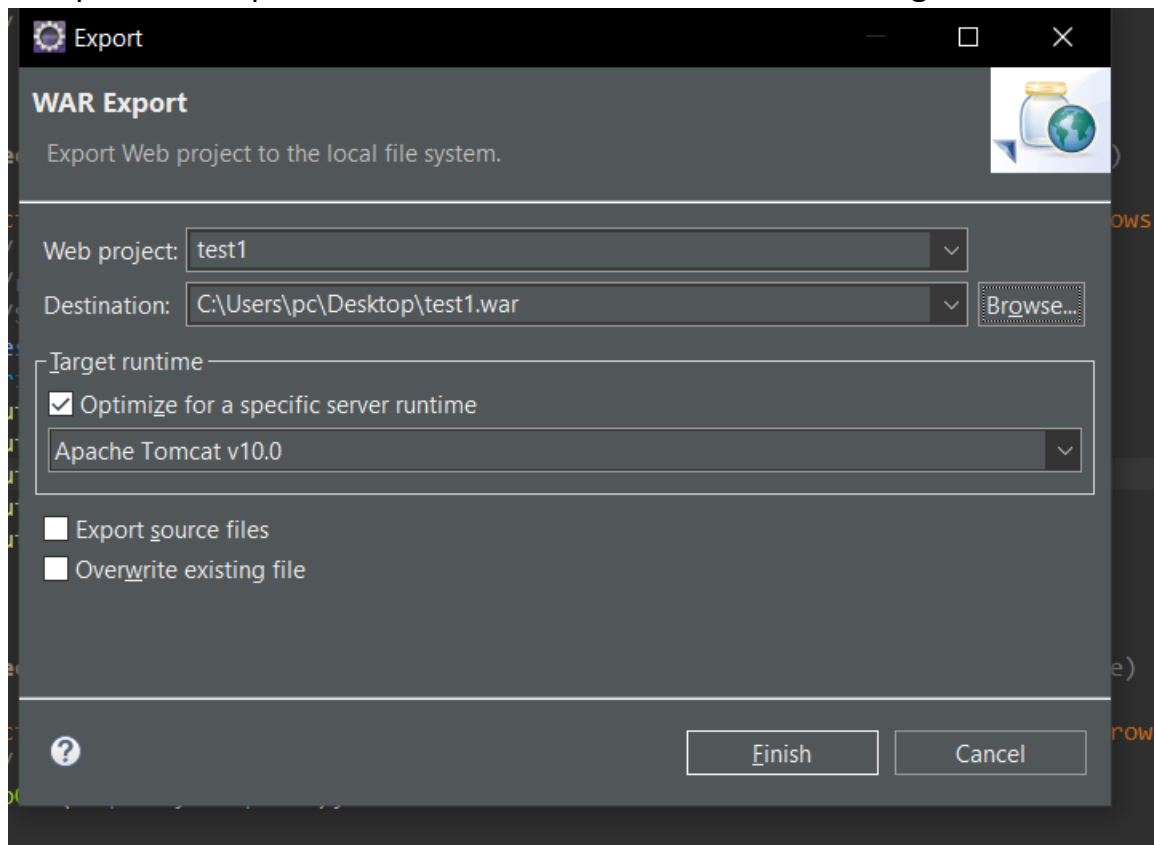 Export
WAR Export
Export Web project to the local file system.
Web project: test1
Destination: C:\Users\pc\Desktop\test1.war Browse...
Target runtime
Optimize for a specific server runtime
Apache Tomcat v10.0
Export source files
Overwrite existing file
Finish Cancel